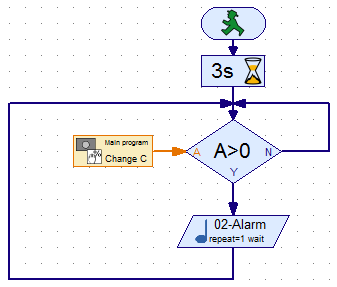 3s
Main program
Change C
A
A>0
N
Y
02-Alarm
repeat=1 wait